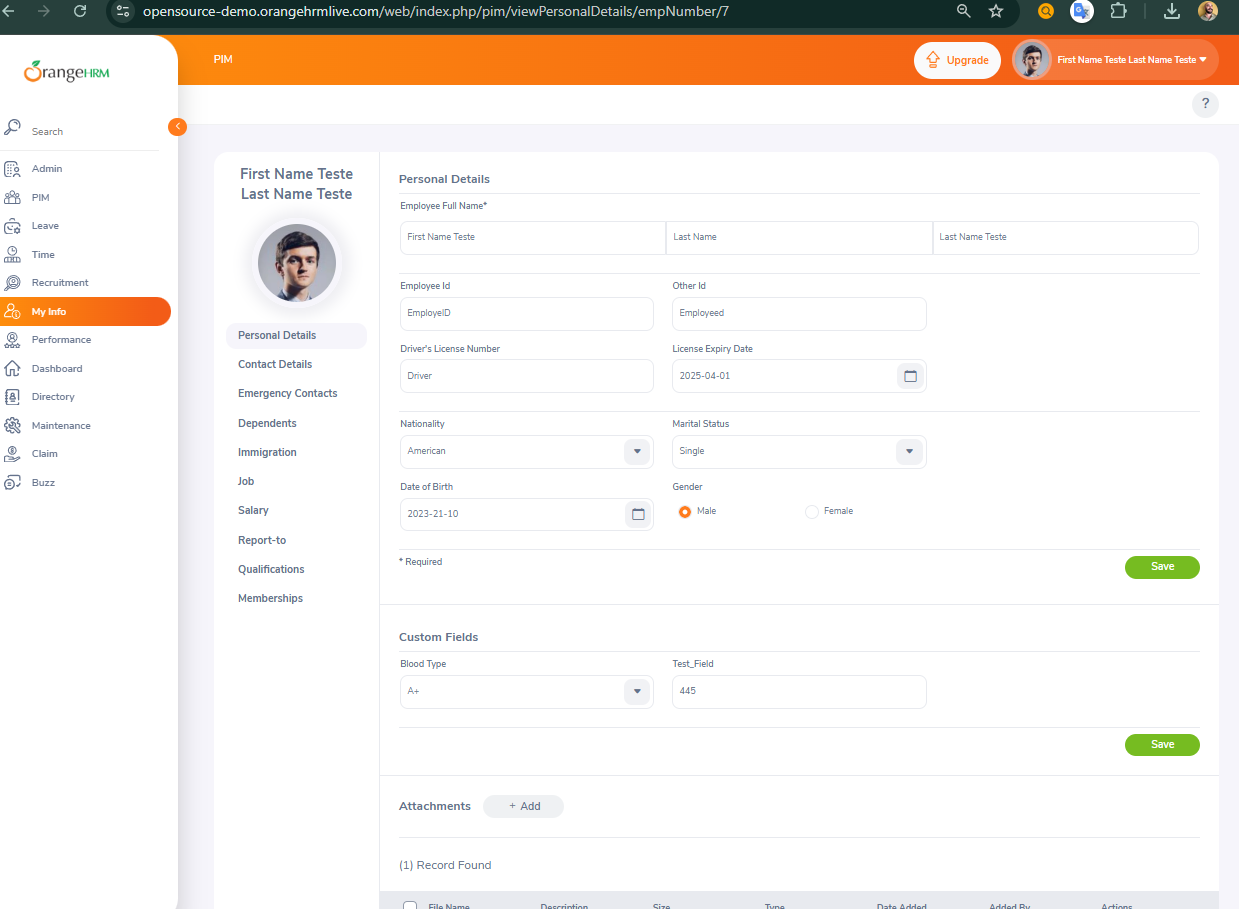 opensource-demo.orangehrmlive.com/web/index.php/pim/viewPersonalDetails/empNumber/7
OrangeHRM
PIM
Upgrade
First Name Teste Last Name Teste
?
Search
Admin
PIM
Leave
Time
Recruitment
My Info
Performance
Dashboard
Directory
Maintenance
Claim
Buzz
First Name Teste
Last Name Teste
Personal Details
Contact Details
Emergency Contacts
Dependents
Immigration
Job
Salary
Report-to
Qualifications
Memberships
Personal Details
Employee Full Name*
First Name Teste Last Name Last Name Teste
Employee Id Other Id
EmployeID Employeed
Driver's License Number License Expiry Date
Driver 2025-04-01
Nationality Marital Status
American Single
Date of Birth Gender
2023-21-10 Male Female
* Required Save
Custom Fields
Blood Type Test_Field
A+ 445
Save
Attachments + Add
(1) Record Found
File Name Description Size Type Date Added Added By Actions